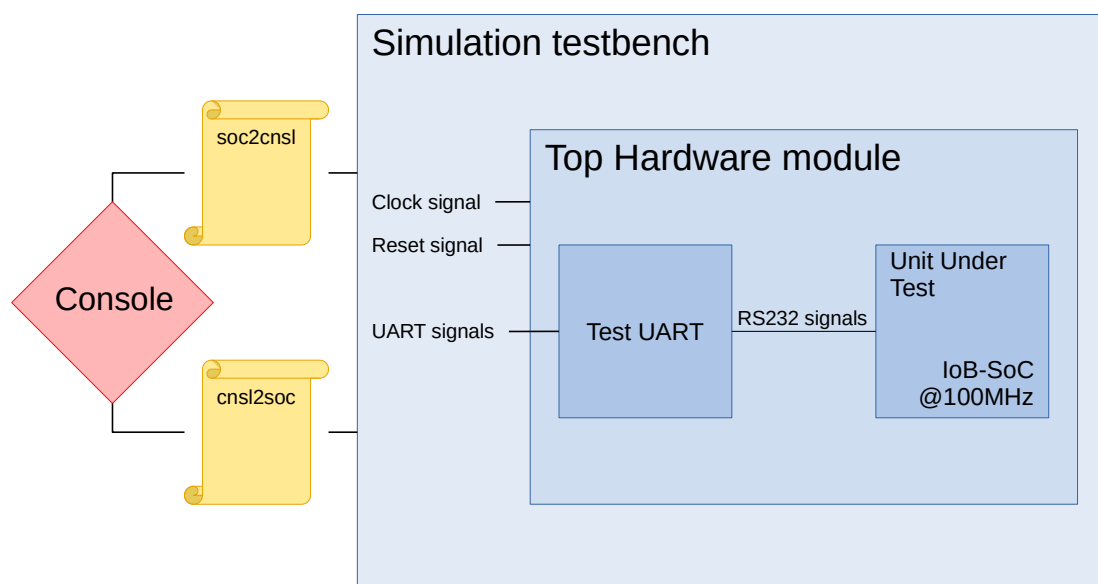 Simulation testbench
soc2cnsl
Top Hardware module
Clock signal
Reset signal
Unit Under
Test
Console
UART signals
Test UART
RS232 signals
IoB-SoC
@100MHz
cnsl2soc